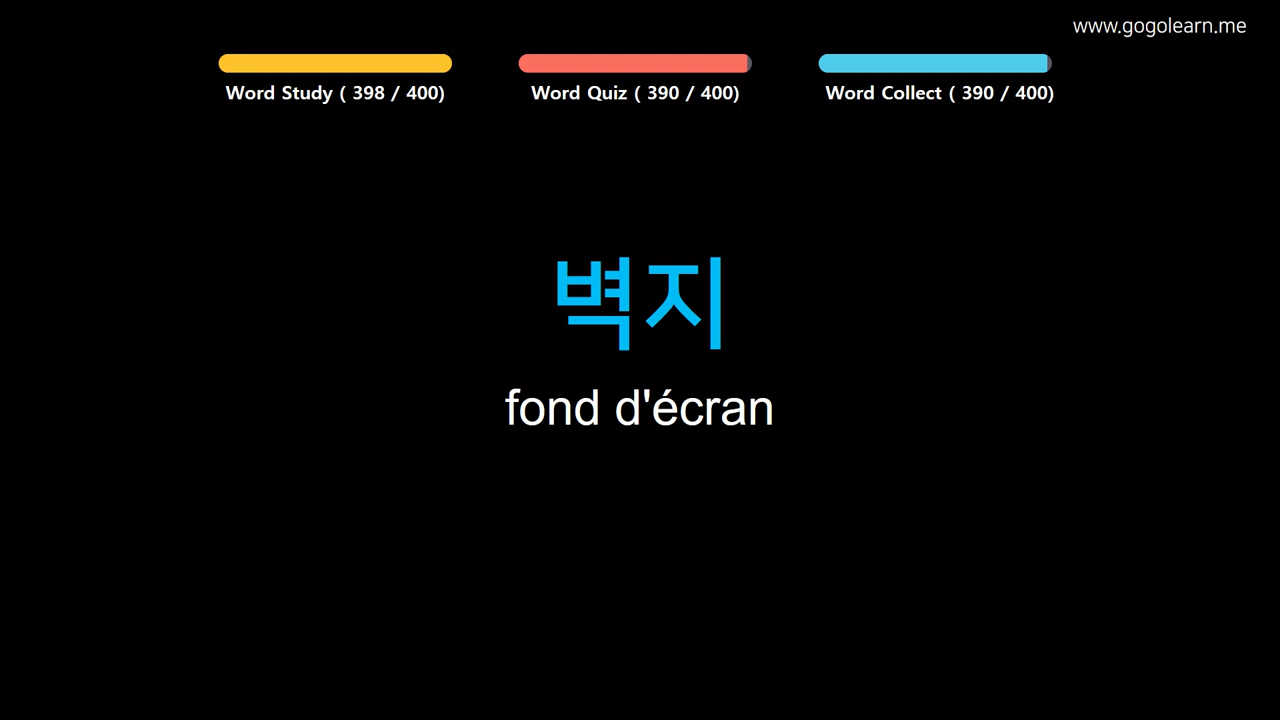 www.gogolearn.me
Word Study ( 398 / 400)
Word Quiz ( 390 / 400)
Word Collect ( 390 / 400)
벽지
fond d'écran